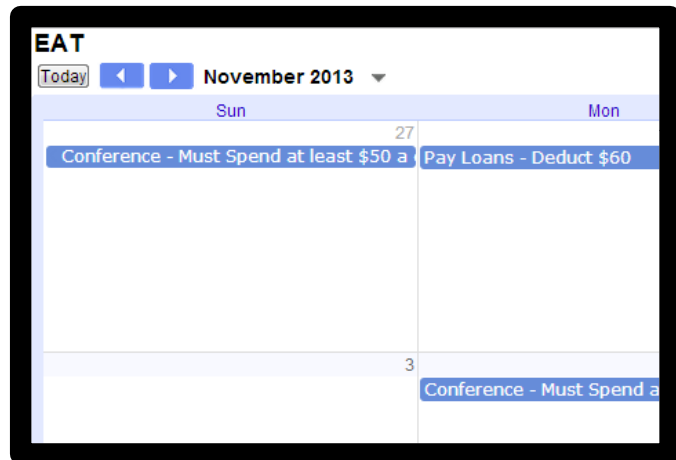 EAT
Today November 2013
Sun Mon
27
Conference - Must Spend at least $50 a Pay Loans - Deduct $60
3
Conference - Must Spend a